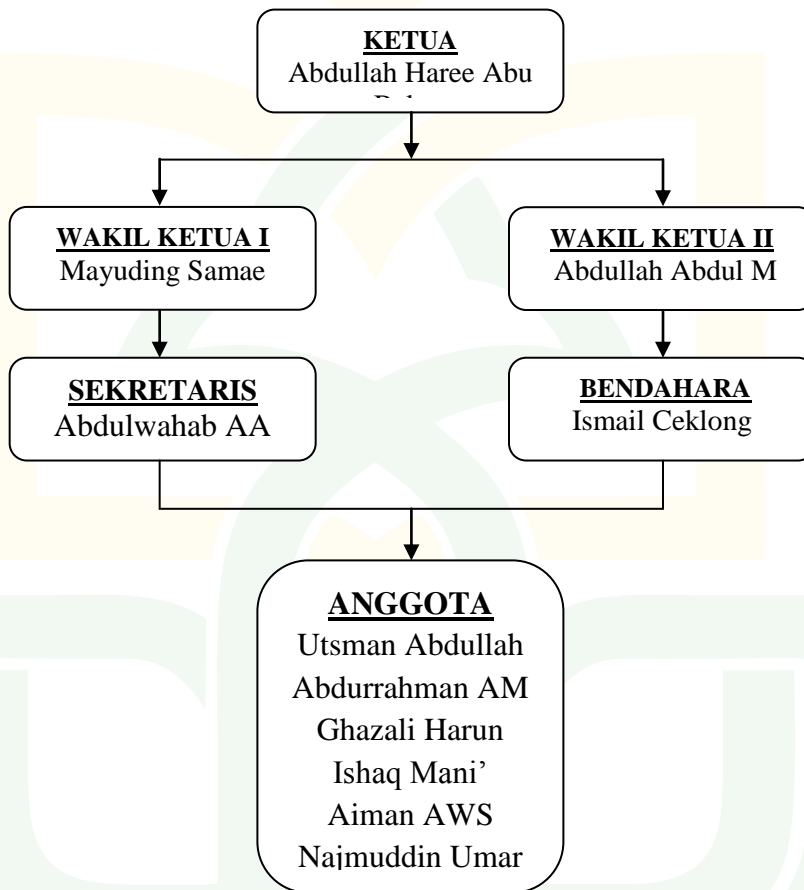 KETUA
Abdullah Haree Abu
WAKIL KETUA I
Mayuding Samae
WAKIL KETUA II
Abdullah Abdul M
SEKRETARIS
Abdulwahab AA
BENDAHARA
Ismail Ceklong
ANGGOTA
Utsman Abdullah
Abdurrahman AM
Ghazali Harun
Ishaq Mani’
Aiman AWS
Najmuddin Umar